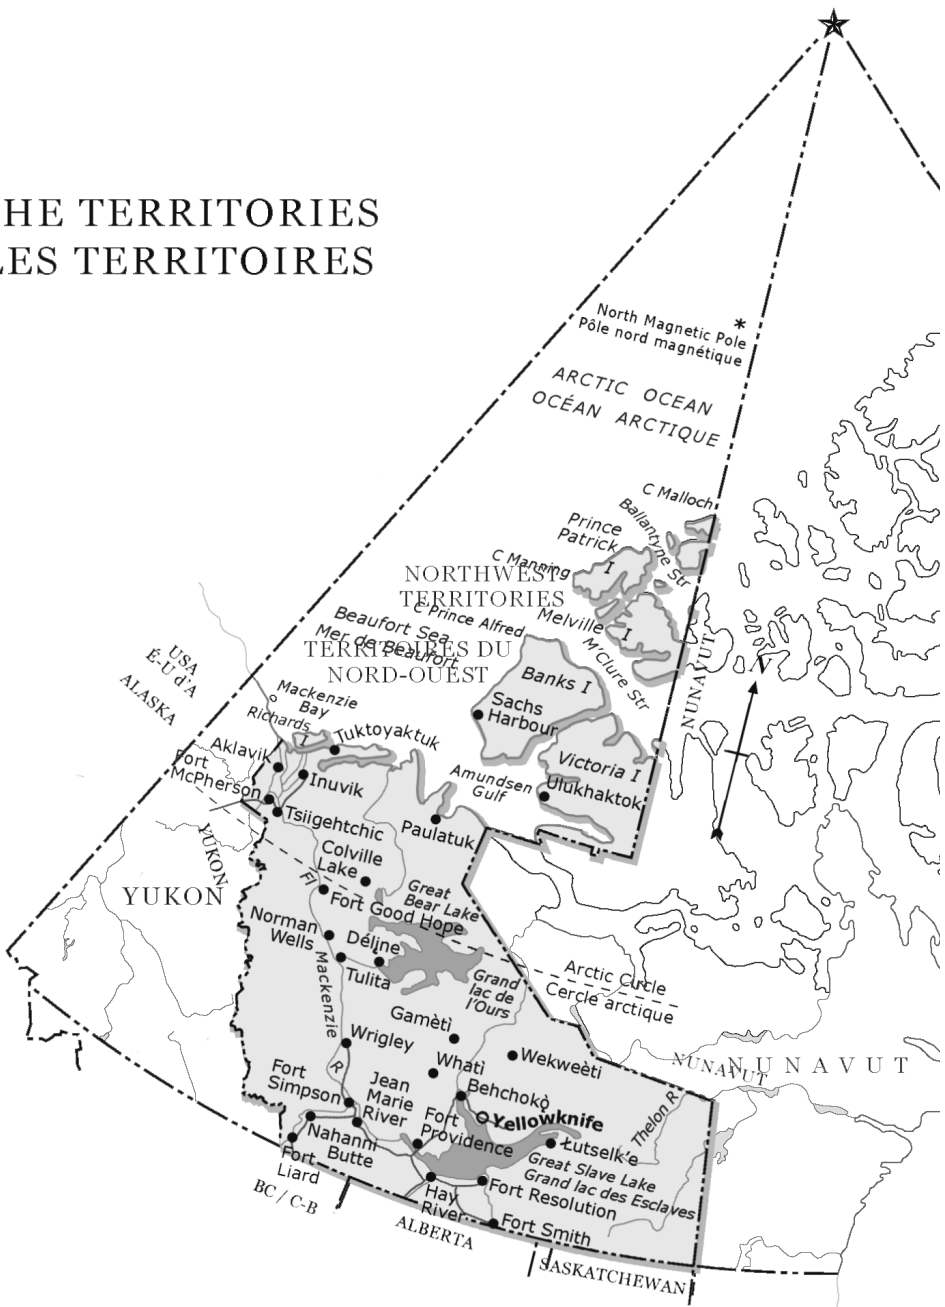 HE TERRITORIES
LES TERRITOIRES
North Magnetic Pole
Pôle nord magnétique
ARCTIC OCEAN
OCÉAN ARCTIQUE
C Malloch
Ballantyne Str
Prince
Patrick
I
C Manning
NORTHWEST
TERRITORIES
C Prince Alfred
Melville
I
Beaufort Sea
Mer de Beaufort
TERRITOIRES DU
NORD-OUEST
M'Clure Str
NUNAVUT
N
USA
É-U d'A
ALASKA
Banks I
Sachs
Harbour
Mackenzie
Bay
Richards
I
Tuktoyaktuk
Aklavik
Fort
McPherson
Inuvik
Tsiigehtchic
Victoria I
Amundsen
Gulf
Ulukhaktok
Paulatuk
YUKON
YUKON
Colville
Lake
Fl
Fort Good Hope
Great
Bear Lake
Norman
Wells
Déline
Tulita
Mackenzie
Grand
lac de
l'Ours
Arctic Circle
Cercle arctique
Gamètì
Wrigley
Whatì
Wekweètì
R
NUNAVUT
NUNAVUT
Fort
Simpson
Jean
Marie
River
Behchokò
Yellowknife
Thelon R
Fort
Providence
Łutselk'e
Nahanni
Butte
Fort
Liard
Great Slave Lake
Grand lac des Esclaves
Hay
River
Fort Resolution
Fort Smith
BC / C-B
ALBERTA
SASKATCHEWAN